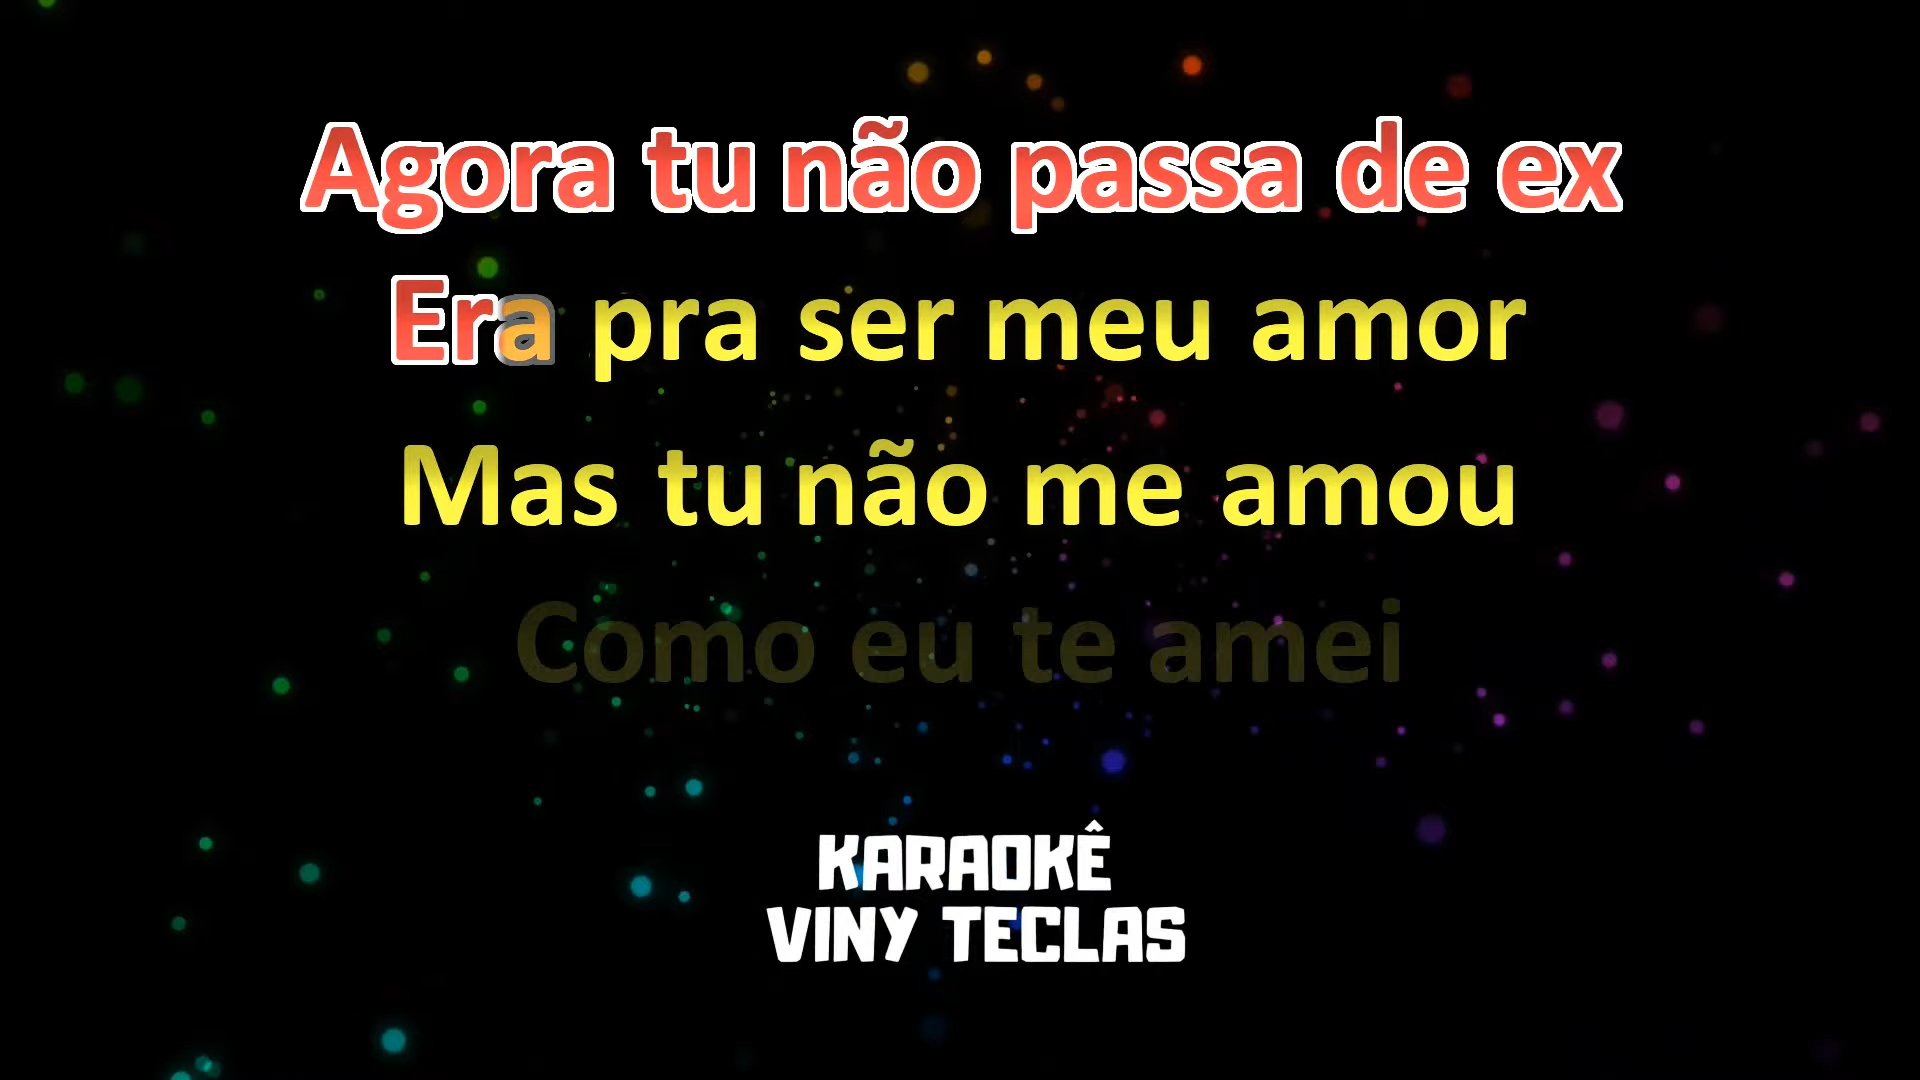 Agora tu não passa de ex
Era pra ser meu amor
Mas tu não me amou
Como eu te amei
KARAOKÊ
VINY TECLAS